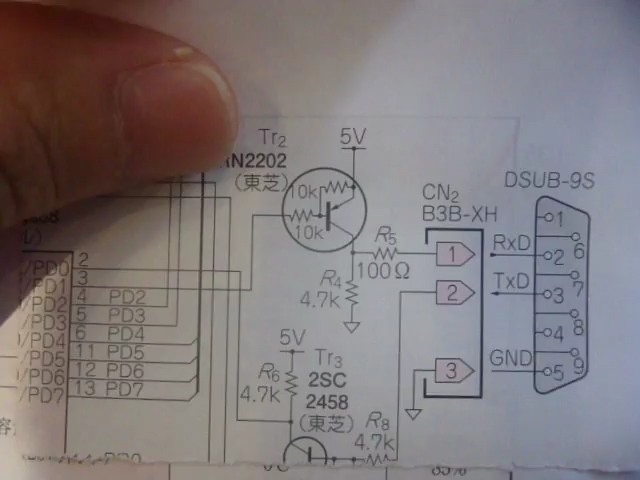 Tr2
RN2202
(東芝)
5V
10k
10k
R5
100Ω
R4
4.7k
CN2
B3B-XH
1
2
3
DSUB-9S
RxD
TxD
GND
1
6
2
7
3
8
4
9
5
/PD0 2
/PD1 3
/PD2 4 PD2
/PD3 5 PD3
/PD4 6 PD4
/PD5 11 PD5
/PD6 12 PD6
/PD7 13 PD7
5V
R6
4.7k
Tr3
2SC
2458
(東芝)
R8
4.7k